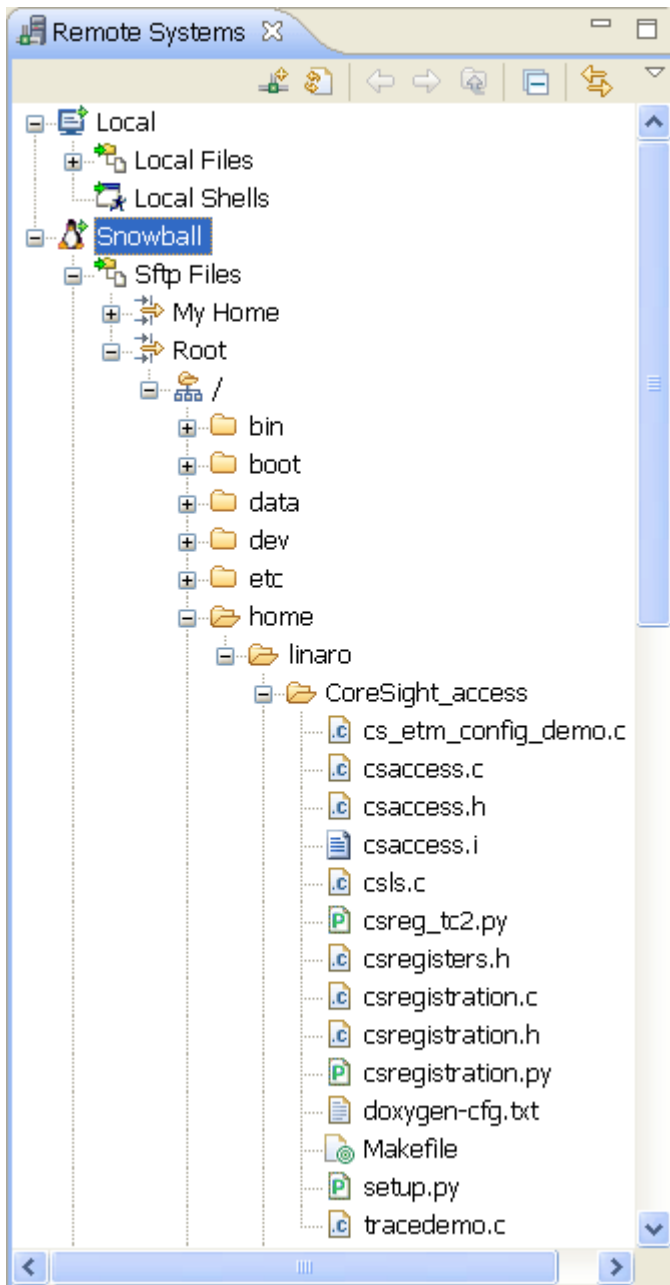 Remote Systems
Local
Local Files
Local Shells
Snowball
Sftp Files
My Home
Root
/
bin
boot
data
dev
etc
home
linaro
CoreSight_access
.c cs_etm_config_demo.c
.c csaccess.c
.c csaccess.h
csaccess.i
.c csls.c
P csreg_tc2.py
.c csregisters.h
.c csregistration.c
.c csregistration.h
P csregistration.py
doxygen-cfg.txt
Makefile
P setup.py
.c tracedemo.c